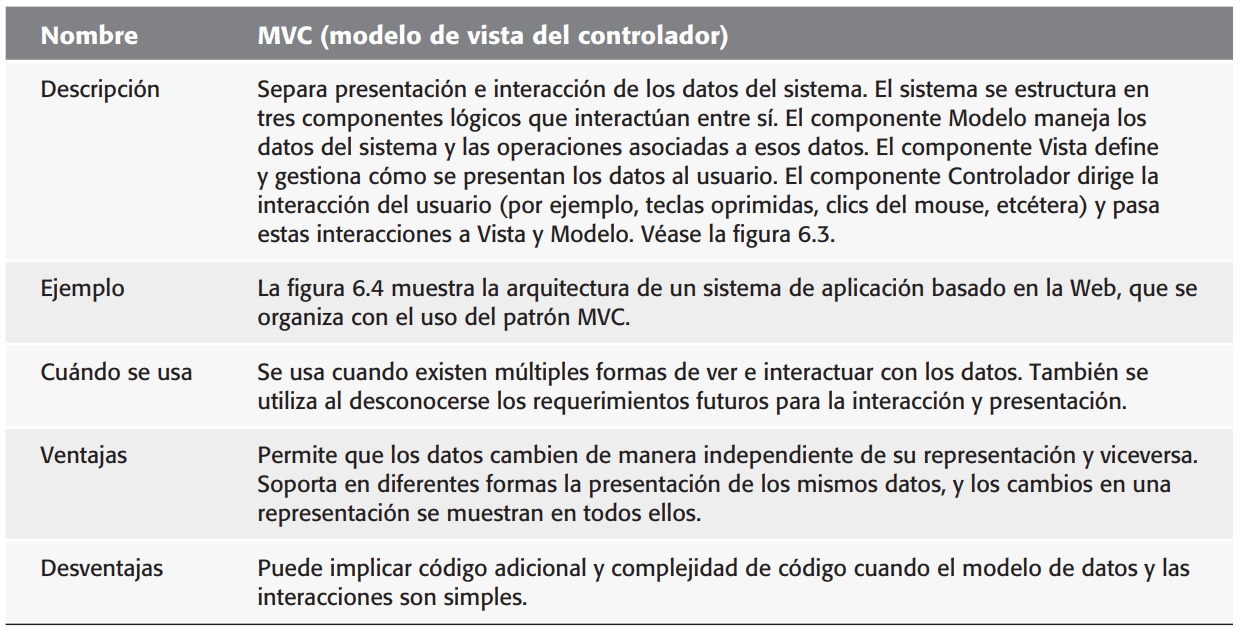 Nombre MVC (modelo de vista del controlador)
Descripción Separa presentación e interacción de los datos del sistema. El sistema se estructura en
tres componentes lógicos que interactúan entre sí. El componente Modelo maneja los
datos del sistema y las operaciones asociadas a esos datos. El componente Vista define
y gestiona cómo se presentan los datos al usuario. El componente Controlador dirige la
interacción del usuario (por ejemplo, teclas oprimidas, clics del mouse, etcétera) y pasa
estas interacciones a Vista y Modelo. Véase la figura 6.3.
Ejemplo La figura 6.4 muestra la arquitectura de un sistema de aplicación basado en la Web, que se
organiza con el uso del patrón MVC.
Cuándo se usa Se usa cuando existen múltiples formas de ver e interactuar con los datos. También se
utiliza al desconocerse los requerimientos futuros para la interacción y presentación.
Ventajas Permite que los datos cambien de manera independiente de su representación y viceversa.
Soporta en diferentes formas la presentación de los mismos datos, y los cambios en una
representación se muestran en todos ellos.
Desventajas Puede implicar código adicional y complejidad de código cuando el modelo de datos y las
interacciones son simples.